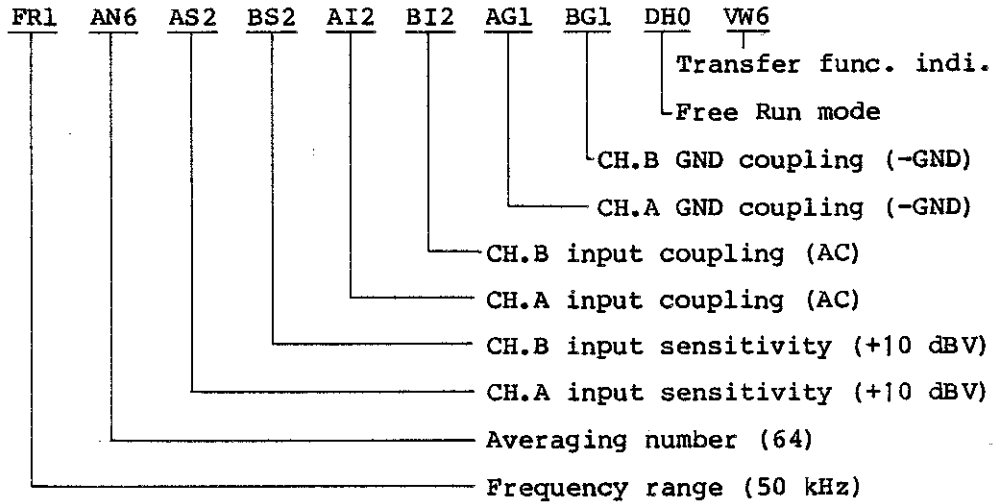 FR1 AN6 AS2 BS2 AI2 BI2 AG1 BG1 DH0 VW6
Transfer func. indi.
Free Run mode
CH.B GND coupling (-GND)
CH.A GND coupling (-GND)
CH.B input coupling (AC)
CH.A input coupling (AC)
CH.B input sensitivity (+10 dBV)
CH.A input sensitivity (+10 dBV)
Averaging number (64)
Frequency range (50 kHz)